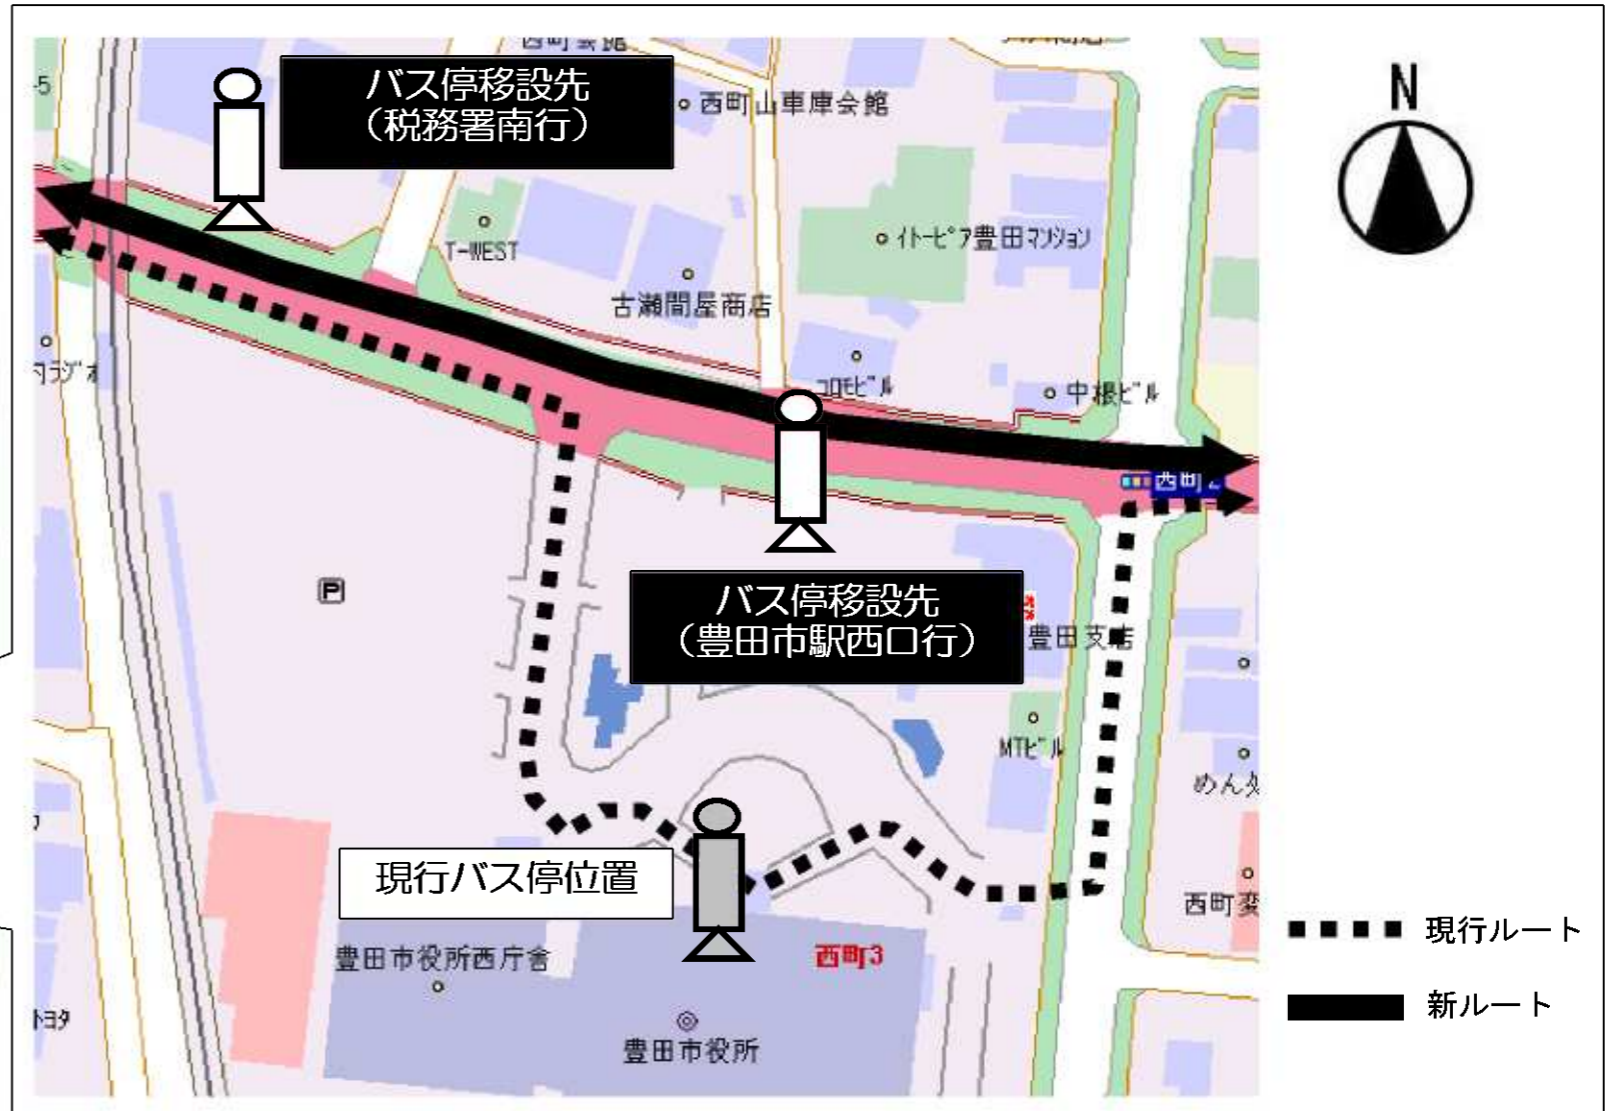 バス停移設先
（税務署南行）
N
-5
西町山車庫会館
T-WEST
ｲﾄｰﾋﾟｱ豊田ﾏﾝｼｮﾝ
古瀬間屋商店
ｺﾛﾓﾋﾞﾙ
中根ﾋﾞﾙ
西町2
P
バス停移設先
（豊田市駅西口行）
豊田支店
MTﾋﾞﾙ
現行バス停位置
西町変
現行ルート
豊田市役所西庁舎
西町3
新ルート
ﾄﾖﾀ
豊田市役所